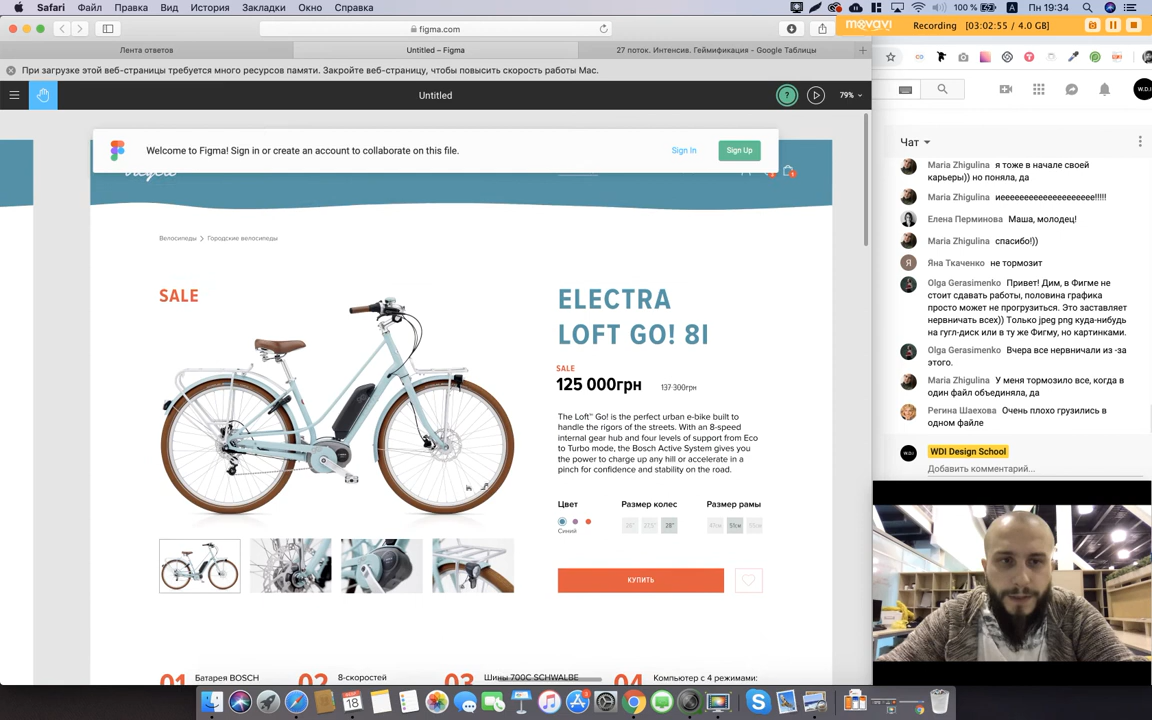 Safari Файл Правка Вид История Закладки Окно Справка
100 % Пн 19:34
movavi Recording [03:02:55 / 4.0 GB]
figma.com
Лента ответов
Untitled – Figma
27 поток. Интенсив. Геймификация - Google Таблицы
При загрузке этой веб-страницы требуется много ресурсов памяти. Закройте веб-страницу, чтобы повысить скорость работы Mac.
Untitled
79%
Welcome to Figma! Sign in or create an account to collaborate on this file.
Sign In
Sign Up
Велосипеды > Городские велосипеды
SALE
ELECTRA
LOFT GO! 8I
SALE
125 000грн 137 300грн
The Loft™ Go! is the perfect urban e-bike built to
handle the rigors of the streets. With an 8-speed
internal gear hub and four levels of support from Eco
to Turbo mode, the Bosch Active System gives you
the power to charge up any hill or accelerate in a
pinch for confidence and stability on the road.
Цвет Размер колес Размер рамы
Синий
28"
51см
КУПИТЬ
01 Батарея BOSCH
02 8-скоростей
03 Шины 700C SCHWALBE
04 Компьютер с 4 режимами:
Чат
Maria Zhigulina я тоже в начале своей
карьеры)) но поняла, да
Maria Zhigulina иеееееееееееееееееееее!!!!!
Елена Перминова Маша, молодец!
Maria Zhigulina спасибо!))
Яна Ткаченко не тормозит
Olga Gerasimenko Привет! Дим, в Фигме не
стоит сдавать работы, половина графика
просто может не прогрузиться. Это заставляет
нервничать всех)) Только jpeg png куда-нибудь
на гугл-диск или в ту же Фигму, но картинками.
Olga Gerasimenko Вчера все нервничали из -за
этого.
Maria Zhigulina У меня тормозило все, когда в
один файл объединяла, да
Регина Шаехова Очень плохо грузились в
одном файле
WDI Design School
Добавить комментарий...